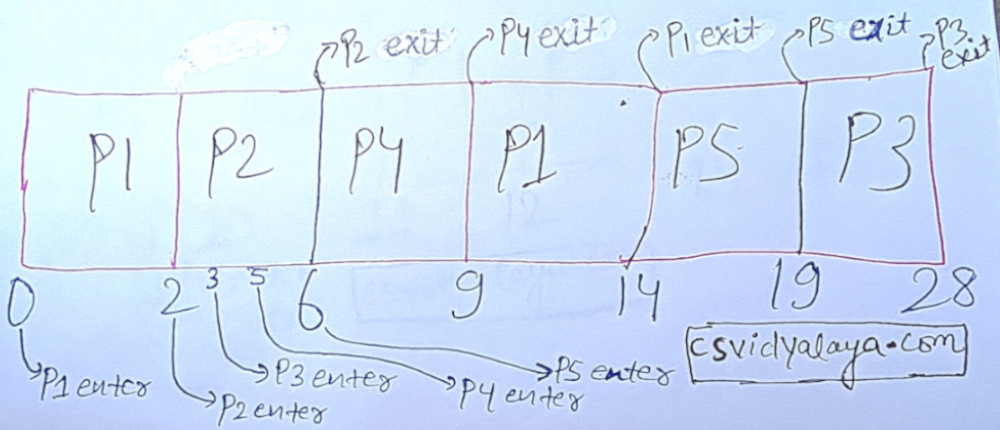 P2 exit P4 exit P1 exit P5 exit P3 exit
P1 P2 P4 P1 P5 P3
0 2 3 5 6 9 14 19 28
csvidyalaya.com
P1 enter P3 enter P5 enter
P2 enter P4 enter